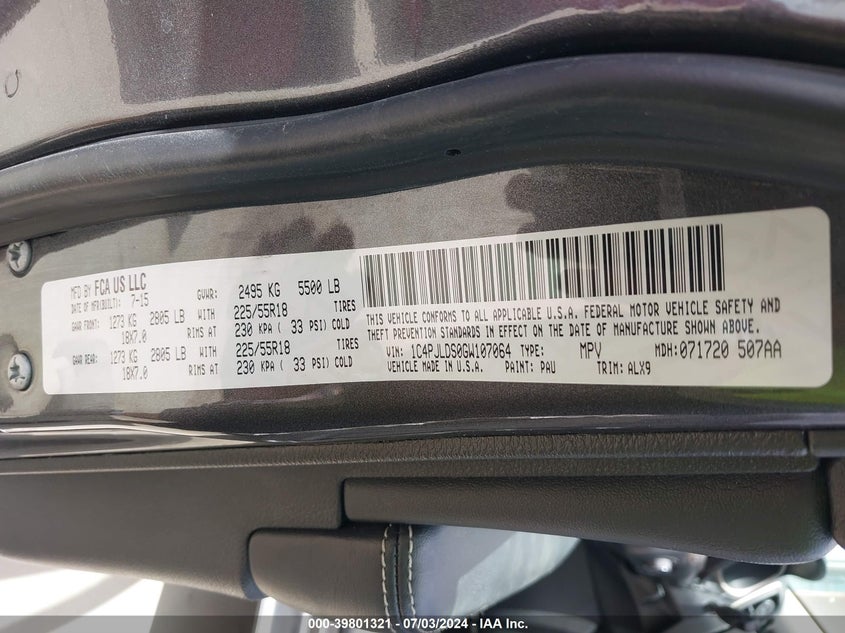 MFD BY FCA US LLC
DATE OF MFR(BUILT): 7-15 GVWR: 2495 KG 5500 LB
GAWR FRONT: 1273 KG 2805 LB WITH 225/55R18 TIRES
18X7.0 RIMS AT 230 KPA ( 33 PSI) COLD
GAWR REAR: 1273 KG 2805 LB WITH 225/55R18 TIRES
18X7.0 RIMS AT 230 KPA ( 33 PSI) COLD
THIS VEHICLE CONFORMS TO ALL APPLICABLE U.S.A. FEDERAL MOTOR VEHICLE SAFETY AND
THEFT PREVENTION STANDARDS IN EFFECT ON THE DATE OF MANUFACTURE SHOWN ABOVE.
VIN: 1C4PJLDS0GW107064 TYPE: MPV MDH:071720 507AA
VEHICLE MADE IN U.S.A. PAINT: PAU TRIM: ALX9
000-39801321 - 07/03/2024 - IAA Inc.